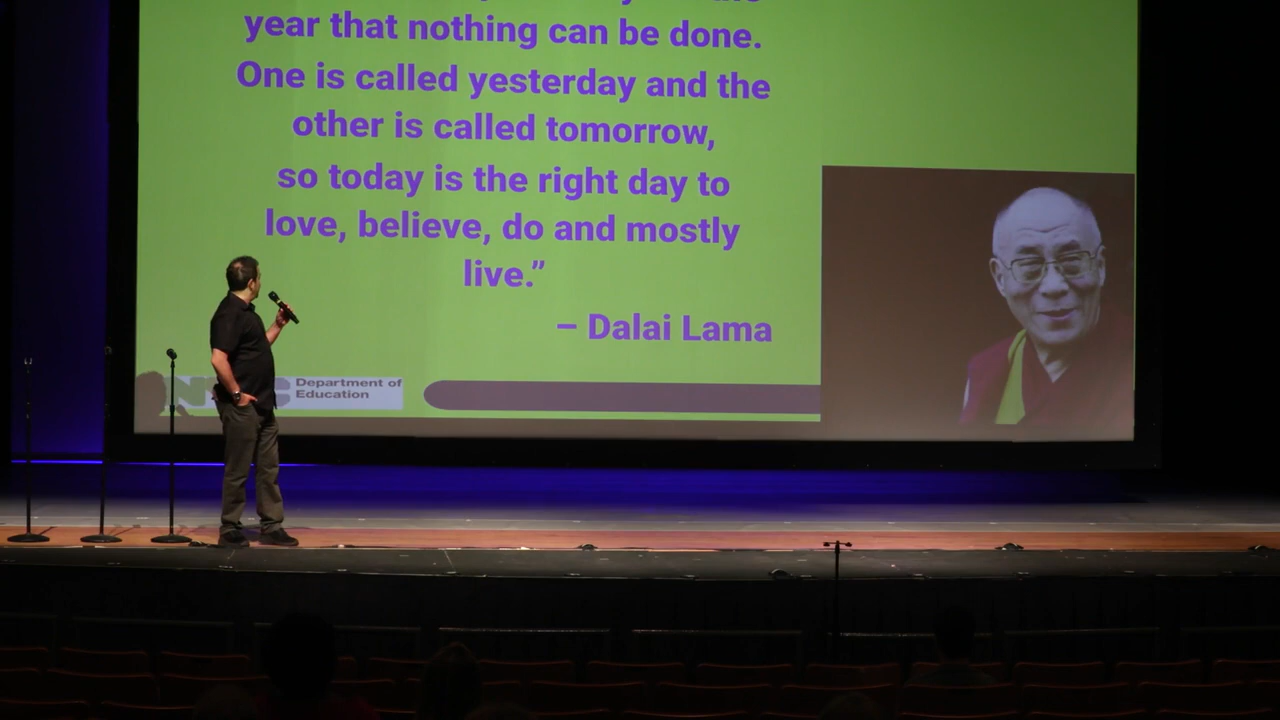 year that nothing can be done.
One is called yesterday and the
other is called tomorrow,
so today is the right day to
love, believe, do and mostly
live.”
– Dalai Lama
Department of
Education